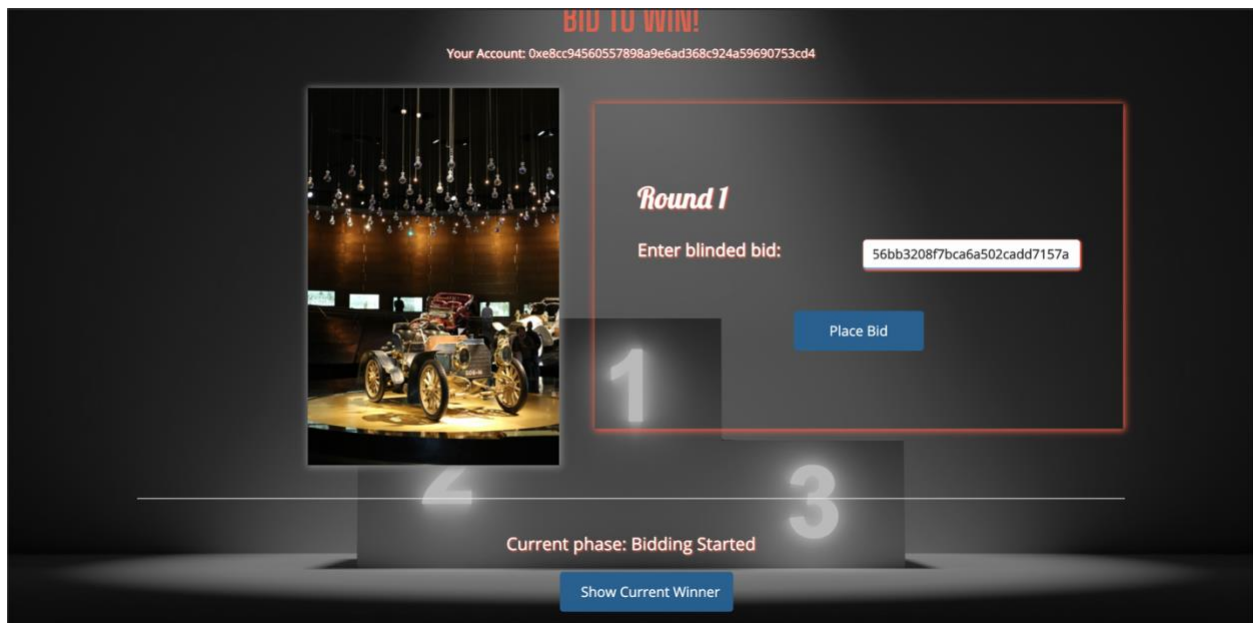 BID TO WIN!
Your Account: 0xe8cc94560557898a9e6ad368c924a59690753cd4
Round 1
Enter blinded bid: 56bb3208f7bca6a502cadd7157a
Place Bid
1
2
3
Current phase: Bidding Started
Show Current Winner